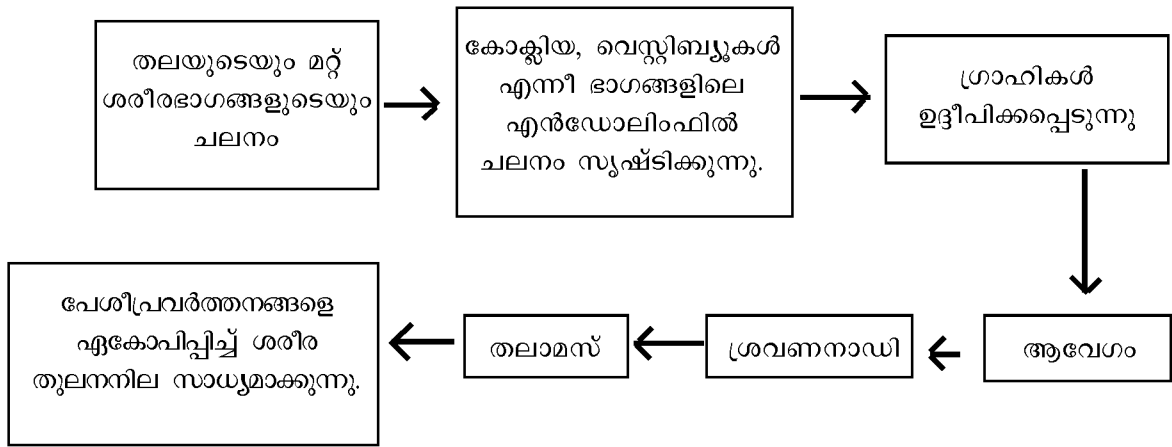 തലയുടെയും മറ്റ്
ശരീരഭാഗങ്ങളുടെയും
ചലനം
കോക്ലിയ, വെസ്റ്റിബ്യൂകൾ
എന്നീ ഭാഗങ്ങളിലെ
എൻഡോലിംഫിൽ
ചലനം സൃഷ്ടിക്കുന്നു.
ഗ്രാഹികൾ
ഉദ്ദീപിക്കപ്പെടുന്നു
ആവേഗം
ശ്രവണനാഡി
തലാമസ്
പേശീപ്രവർത്തനങ്ങളെ
ഏകോപിപ്പിച്ച് ശരീര
തുലനനില സാധ്യമാക്കുന്നു.